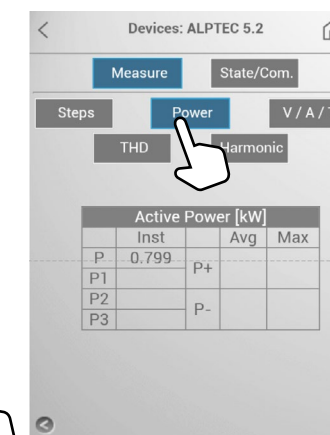 Devices: ALPTEC 5.2
Measure State/Com.
Steps Power V / A /
THD Harmonic
Active Power [kW]
Inst Avg Max
P 0.799 P+
P1
P2 P-
P3